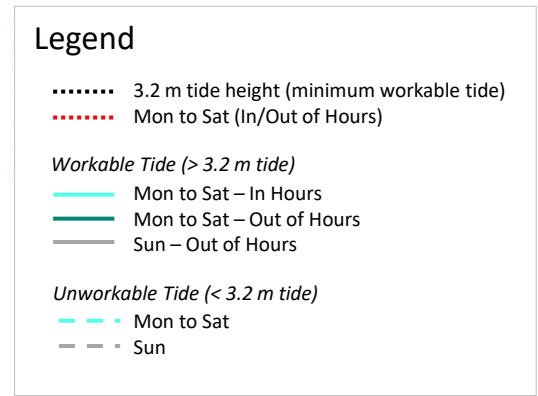 Legend
3.2 m tide height (minimum workable tide)
Mon to Sat (In/Out of Hours)
Workable Tide (> 3.2 m tide)
Mon to Sat – In Hours
Mon to Sat – Out of Hours
Sun – Out of Hours
Unworkable Tide (< 3.2 m tide)
Mon to Sat
Sun